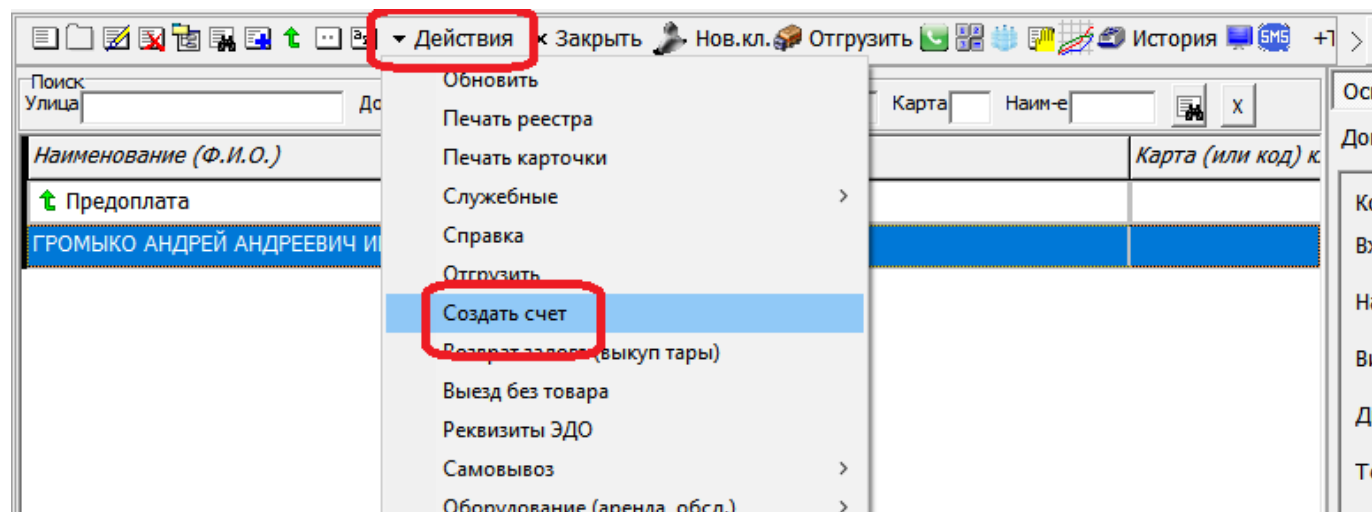 Действия Закрыть Нов.кл. Отгрузить История SMS
Поиск
Улица Карта Наим-е X
Наименование (Ф.И.О.) Карта (или код)
Предоплата
ГРОМЫКО АНДРЕЙ АНДРЕЕВИЧ
Обновить
Печать реестра
Печать карточки
Служебные
Справка
Отгрузить
Создать счет
Возврат залога (выкуп тары)
Выезд без товара
Реквизиты ЭДО
Самовывоз
Оборудование (аренда, обсл.)